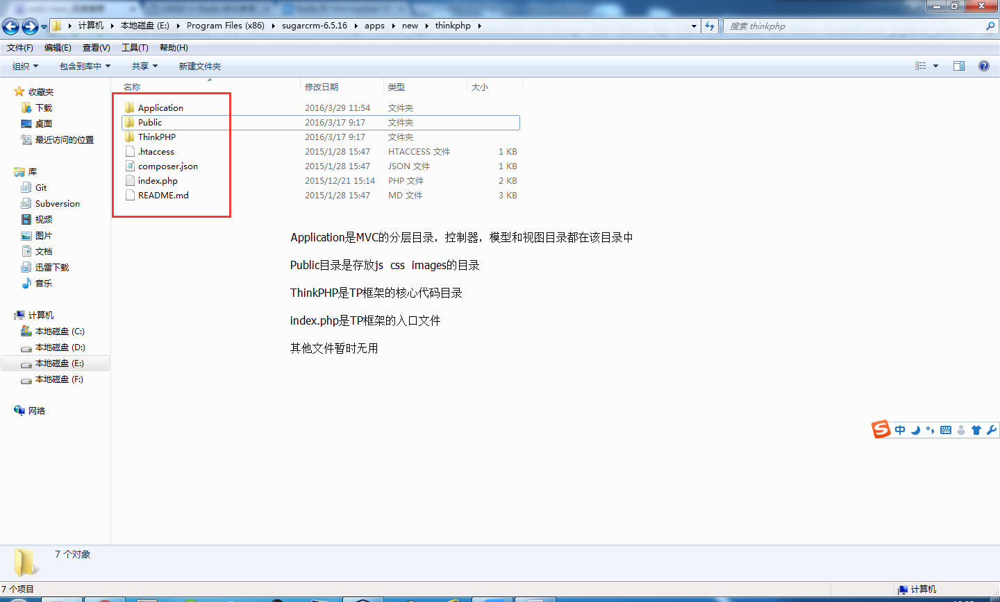 计算机 本地磁盘 (E:) Program Files (x86) sugarcrm-6.5.16 apps new thinkphp 搜索 thinkphp
文件(F) 编辑(E) 查看(V) 工具(T) 帮助(H)
组织 包含到库中 共享 新建文件夹
收藏夹
下载
桌面
最近访问的位置
库
Git
Subversion
视频
图片
文档
迅雷下载
音乐
计算机
本地磁盘 (C:)
本地磁盘 (D:)
本地磁盘 (E:)
本地磁盘 (F:)
网络
名称 修改日期 类型 大小
Application 2016/3/29 11:54 文件夹
Public 2016/3/17 9:17 文件夹
ThinkPHP 2016/3/17 9:17 文件夹
.htaccess 2015/1/28 15:47 HTACCESS 文件 1 KB
composer.json 2015/1/28 15:47 JSON 文件 1 KB
index.php 2015/12/21 15:14 PHP 文件 2 KB
README.md 2015/1/28 15:47 MD 文件 3 KB
Application是MVC的分层目录，控制器，模型和视图目录都在该目录中
Public目录是存放js css images的目录
ThinkPHP是TP框架的核心代码目录
index.php是TP框架的入口文件
其他文件暂时无用
中
7 个对象
7 个项目 计算机